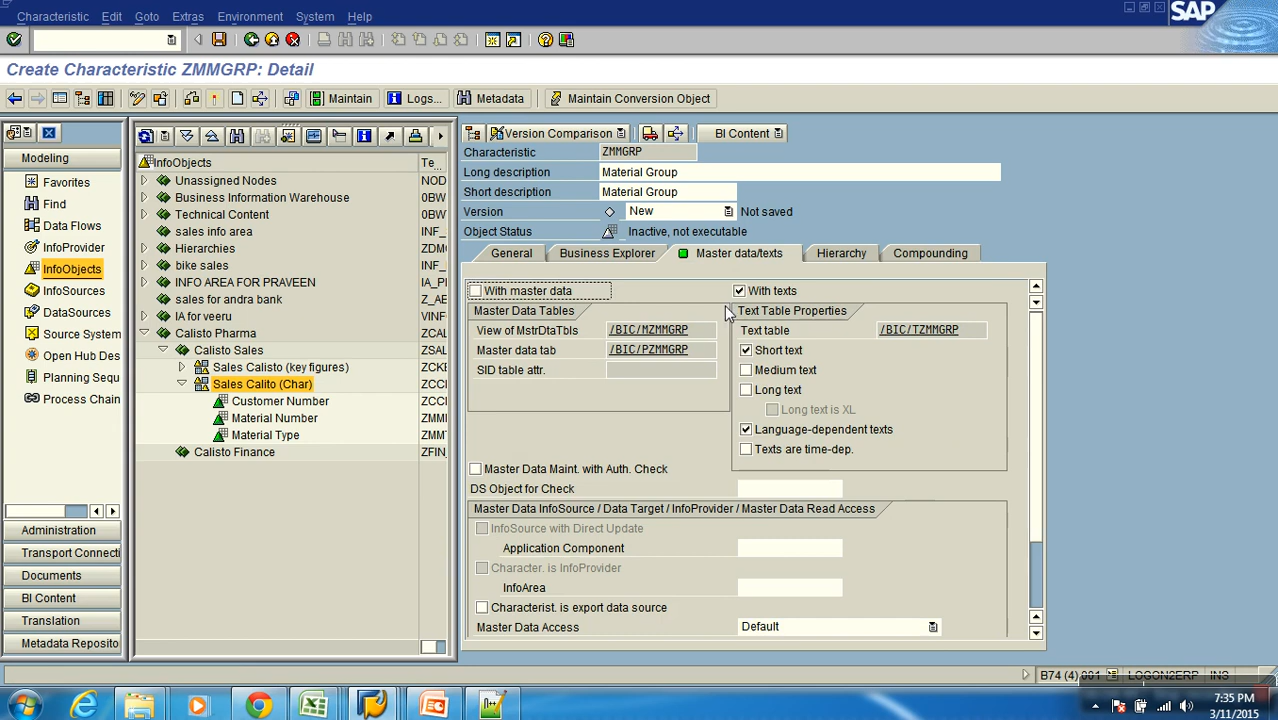 Characteristic Edit Goto Extras Environment System Help
SAP
Create Characteristic ZMMGRP: Detail
Maintain Logs... Metadata Maintain Conversion Object
Modeling
Favorites
Find
Data Flows
InfoProvider
InfoObjects
InfoSources
DataSources
Source System
Open Hub Des
Planning Sequ
Process Chain
Administration
Transport Connecti
Documents
BI Content
Translation
Metadata Reposito
InfoObjects Te...
Unassigned Nodes NOD
Business Information Warehouse 0BW
Technical Content 0BW
sales info area INF_
Hierarchies ZDM
bike sales INF_
INFO AREA FOR PRAVEEN IA_P
sales for andra bank Z_AE
IA for veeru
Calisto Pharma ZCAL
Calisto Sales ZSAL
Sales Calisto (key figures) ZCKE
Sales Calito (Char) ZCCI
Customer Number ZCC
Material Number ZMM
Material Type ZMM
Calisto Finance ZFIN
Version Comparison BI Content
Characteristic ZMMGRP
Long description Material Group
Short description Material Group
Version New Not saved
Object Status Inactive, not executable
General Business Explorer Master data/texts Hierarchy Compounding
With master data With texts
Master Data Tables Text Table Properties
View of MstrDtaTbls /BIC/MZMMGRP Text table /BIC/TZMMGRP
Master data tab /BIC/PZMMGRP Short text
SID table attr. Medium text
Long text
Long text is XL
Language-dependent texts
Texts are time-dep.
Master Data Maint. with Auth. Check
DS Object for Check
Master Data InfoSource / Data Target / InfoProvider / Master Data Read Access
InfoSource with Direct Update
Application Component
Character. is InfoProvider
InfoArea
Characterist. is export data source
Master Data Access Default
B74 (4) 001 LOGON2ERP INS
7:35 PM
3/11/2015